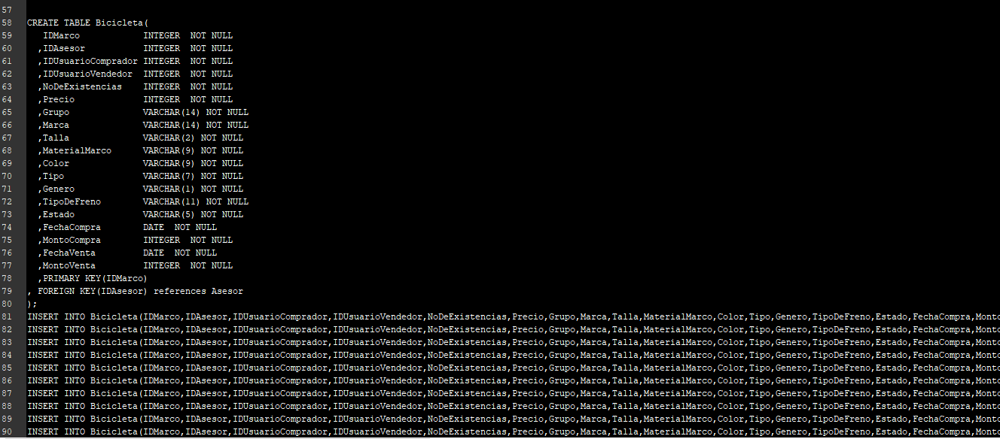 57
58 CREATE TABLE Bicicleta(
59    IDMarco            INTEGER  NOT NULL
60   ,IDAsesor           INTEGER  NOT NULL
61   ,IDUsuarioComprador INTEGER  NOT NULL
62   ,IDUsuarioVendedor  INTEGER  NOT NULL
63   ,NoDeExistencias    INTEGER  NOT NULL
64   ,Precio             INTEGER  NOT NULL
65   ,Grupo              VARCHAR(14) NOT NULL
66   ,Marca              VARCHAR(14) NOT NULL
67   ,Talla              VARCHAR(2) NOT NULL
68   ,MaterialMarco      VARCHAR(9) NOT NULL
69   ,Color              VARCHAR(9) NOT NULL
70   ,Tipo               VARCHAR(7) NOT NULL
71   ,Genero             VARCHAR(1) NOT NULL
72   ,TipoDeFreno        VARCHAR(11) NOT NULL
73   ,Estado             VARCHAR(5) NOT NULL
74   ,FechaCompra        DATE  NOT NULL
75   ,MontoCompra        INTEGER  NOT NULL
76   ,FechaVenta         DATE  NOT NULL
77   ,MontoVenta         INTEGER  NOT NULL
78   ,PRIMARY KEY(IDMarco)
79 , FOREIGN KEY(IDAsesor) references Asesor
80 );
81 INSERT INTO Bicicleta(IDMarco,IDAsesor,IDUsuarioComprador,IDUsuarioVendedor,NoDeExistencias,Precio,Grupo,Marca,Talla,MaterialMarco,Color,Tipo,Genero,TipoDeFreno,Estado,FechaCompra,Monto
82 INSERT INTO Bicicleta(IDMarco,IDAsesor,IDUsuarioComprador,IDUsuarioVendedor,NoDeExistencias,Precio,Grupo,Marca,Talla,MaterialMarco,Color,Tipo,Genero,TipoDeFreno,Estado,FechaCompra,Monto
83 INSERT INTO Bicicleta(IDMarco,IDAsesor,IDUsuarioComprador,IDUsuarioVendedor,NoDeExistencias,Precio,Grupo,Marca,Talla,MaterialMarco,Color,Tipo,Genero,TipoDeFreno,Estado,FechaCompra,Monto
84 INSERT INTO Bicicleta(IDMarco,IDAsesor,IDUsuarioComprador,IDUsuarioVendedor,NoDeExistencias,Precio,Grupo,Marca,Talla,MaterialMarco,Color,Tipo,Genero,TipoDeFreno,Estado,FechaCompra,Monto
85 INSERT INTO Bicicleta(IDMarco,IDAsesor,IDUsuarioComprador,IDUsuarioVendedor,NoDeExistencias,Precio,Grupo,Marca,Talla,MaterialMarco,Color,Tipo,Genero,TipoDeFreno,Estado,FechaCompra,Monto
86 INSERT INTO Bicicleta(IDMarco,IDAsesor,IDUsuarioComprador,IDUsuarioVendedor,NoDeExistencias,Precio,Grupo,Marca,Talla,MaterialMarco,Color,Tipo,Genero,TipoDeFreno,Estado,FechaCompra,Monto
87 INSERT INTO Bicicleta(IDMarco,IDAsesor,IDUsuarioComprador,IDUsuarioVendedor,NoDeExistencias,Precio,Grupo,Marca,Talla,MaterialMarco,Color,Tipo,Genero,TipoDeFreno,Estado,FechaCompra,Monto
88 INSERT INTO Bicicleta(IDMarco,IDAsesor,IDUsuarioComprador,IDUsuarioVendedor,NoDeExistencias,Precio,Grupo,Marca,Talla,MaterialMarco,Color,Tipo,Genero,TipoDeFreno,Estado,FechaCompra,Monto
89 INSERT INTO Bicicleta(IDMarco,IDAsesor,IDUsuarioComprador,IDUsuarioVendedor,NoDeExistencias,Precio,Grupo,Marca,Talla,MaterialMarco,Color,Tipo,Genero,TipoDeFreno,Estado,FechaCompra,Monto
90 INSERT INTO Bicicleta(IDMarco,IDAsesor,IDUsuarioComprador,IDUsuarioVendedor,NoDeExistencias,Precio,Grupo,Marca,Talla,MaterialMarco,Color,Tipo,Genero,TipoDeFreno,Estado,FechaCompra,Monto